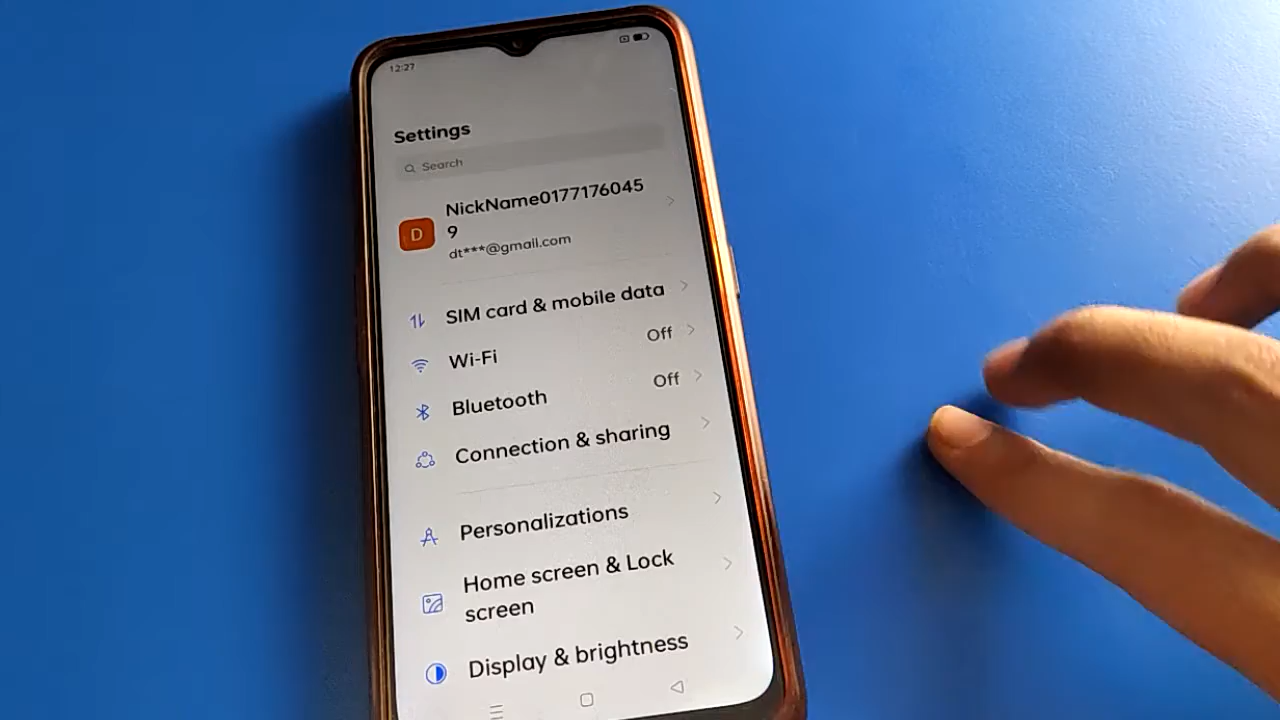 12:27
Settings
Search
NickName0177176045
9
D
dt***@gmail.com
SIM card & mobile data
Wi-Fi Off
Bluetooth Off
Connection & sharing
Personalizations
Home screen & Lock
screen
Display & brightness